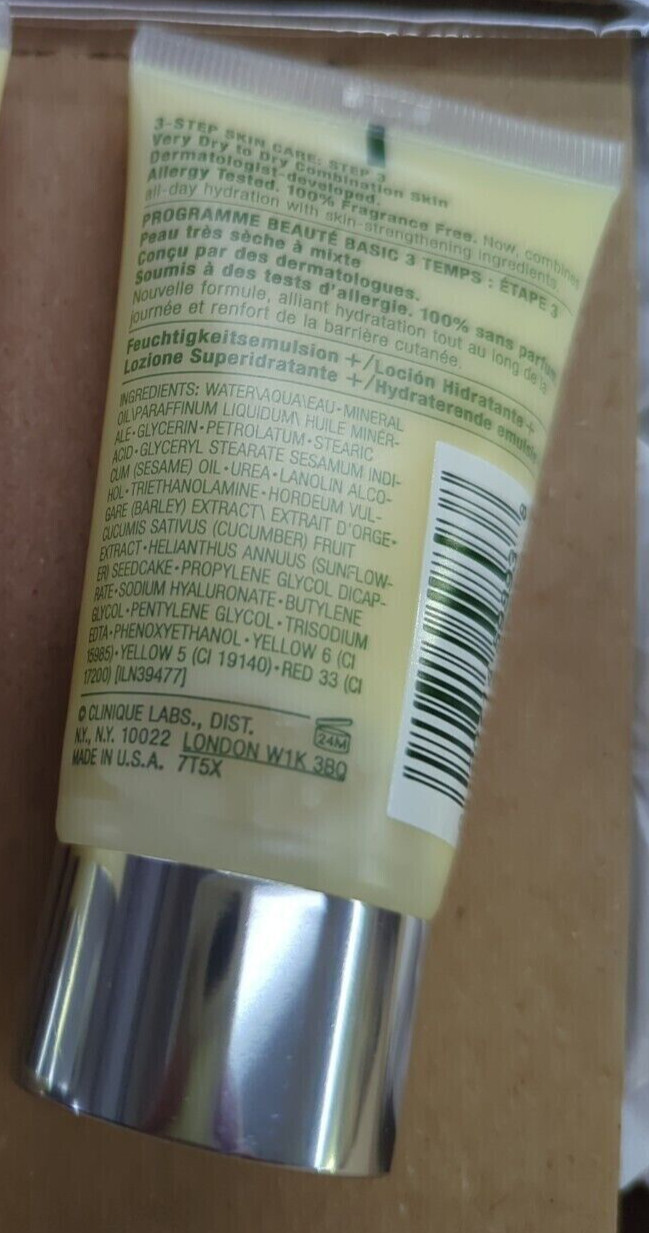 3-STEP SKIN CARE: STEP 3
Very Dry to Dry Combination Skin
Dermatologist-developed.
Allergy Tested. 100% Fragrance Free. Now, combines
all-day hydration with skin-strengthening ingredients.
PROGRAMME BEAUTÉ BASIC 3 TEMPS : ÉTAPE 3
Peau très sèche à mixte
Conçu par des dermatologues.
Soumis à des tests d'allergie. 100% sans parfum
Nouvelle formule, alliant hydratation tout au long de la
journée et renfort de la barrière cutanée.
Feuchtigkeitsemulsion +/Loción Hidratante +
Lozione Superidratante +/Hydraterende emulsie
INGREDIENTS: WATER\AQUA\EAU • MINERAL
OIL\PARAFFINUM LIQUIDUM\ HUILE MINÉR-
ALE • GLYCERIN • PETROLATUM • STEARIC
ACID • GLYCERYL STEARATE SESAMUM INDI-
CUM (SESAME) OIL • UREA • LANOLIN ALCO-
HOL • TRIETHANOLAMINE • HORDEUM VUL-
GARE (BARLEY) EXTRACT\ EXTRAIT D'ORGE •
CUCUMIS SATIVUS (CUCUMBER) FRUIT
EXTRACT • HELIANTHUS ANNUUS (SUNFLOW-
ER) SEEDCAKE • PROPYLENE GLYCOL DICAP-
RATE • SODIUM HYALURONATE • BUTYLENE
GLYCOL • PENTYLENE GLYCOL • TRISODIUM
EDTA • PHENOXYETHANOL • YELLOW 6 (CI
15985) • YELLOW 5 (CI 19140) • RED 33 (CI
17200) [ILN39477]
© CLINIQUE LABS., DIST.
N.Y., N.Y. 10022 LONDON W1K 3BQ
MADE IN U.S.A. 7T5X
24M